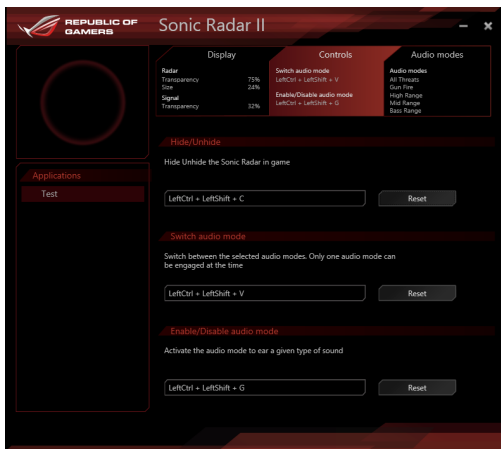 REPUBLIC OF
GAMERS
Sonic Radar II
Display
Radar
Transparency 75%
Size 24%
Signal
Transparency 32%
Controls
Switch audio mode
LeftCtrl + LeftShift + V
Enable/Disable audio mode
LeftCtrl + LeftShift + G
Audio modes
Audio modes
All Threats
Gun Fire
High Range
Mid Range
Bass Range
Applications
Test
Hide/Unhide
Hide Unhide the Sonic Radar in game
LeftCtrl + LeftShift + C
Reset
Switch audio mode
Switch between the selected audio modes. Only one audio mode can
be engaged at the time
LeftCtrl + LeftShift + V
Reset
Enable/Disable audio mode
Activate the audio mode to ear a given type of sound
LeftCtrl + LeftShift + G
Reset